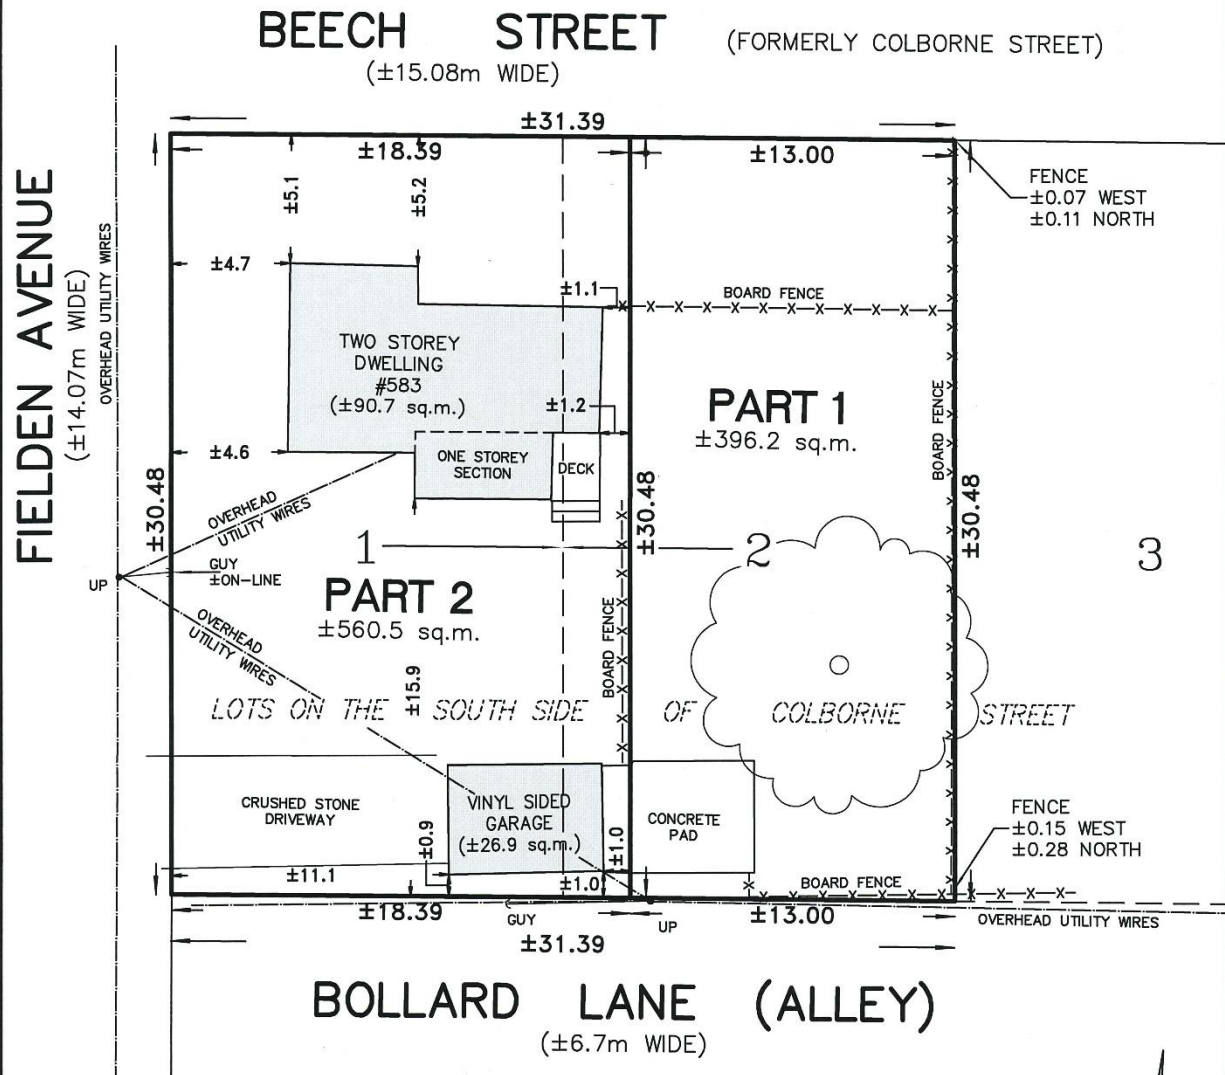 BEECH STREET (FORMERLY COLBORNE STREET)
(±15.08m WIDE)
±31.39
±18.39
±13.00
FENCE
±0.07 WEST
±0.11 NORTH
FIELDEN AVENUE
(±14.07m WIDE)
OVERHEAD UTILITY WIRES
±5.1
±5.2
±4.7
±1.1
BOARD FENCE
TWO STOREY
DWELLING
#583
(±90.7 sq.m.)
±1.2
PART 1
±396.2 sq.m.
BOARD FENCE
±4.6
ONE STOREY
SECTION
DECK
±30.48
±30.48
±30.48
OVERHEAD
UTILITY WIRES
1
2
3
GUY
±ON-LINE
UP
PART 2
±560.5 sq.m.
OVERHEAD
UTILITY WIRES
BOARD FENCE
±15.9
LOTS ON THE SOUTH SIDE OF COLBORNE STREET
CRUSHED STONE
DRIVEWAY
VINYL SIDED
GARAGE
(±26.9 sq.m.)
±0.9
±1.0
CONCRETE
PAD
FENCE
±0.15 WEST
±0.28 NORTH
±11.1
±1.0
BOARD FENCE
±18.39
GUY
UP
±13.00
OVERHEAD UTILITY WIRES
±31.39
BOLLARD LANE (ALLEY)
(±6.7m WIDE)